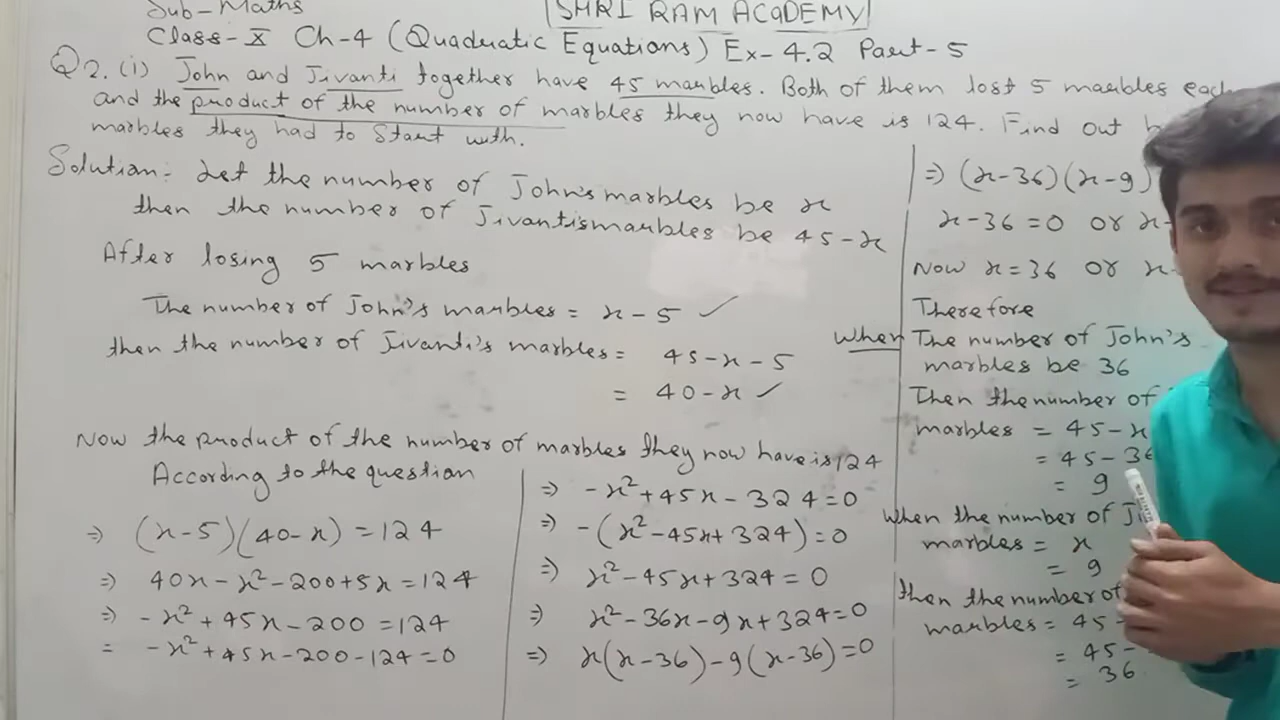 Sub-Maths
SHRI RAM ACADEMY
Class-X Ch-4 (Quadratic Equations) Ex-4.2 Part-5
Q2.(i) John and Jivanti together have 45 marbles. Both of them lost 5 marbles each
and the product of the number of marbles they now have is 124. Find out
marbles they had to start with.
Solution:- Let the number of John's marbles be x
then the number of Jivantis marbles be 45-x
After losing 5 marbles
The number of John's marbles = x-5 ✓
then the number of Jivanti's marbles = 45-x-5
= 40-x ✓
Now the product of the number of marbles they now have is 124
According to the question
⇒ (x-5)(40-x) = 124
⇒ 40x-x²-200+5x = 124
⇒ -x²+45x-200 = 124
= -x²+45x-200-124 = 0
⇒ -x²+45x-324 = 0
⇒ -(x²-45x+324) = 0
⇒ x²-45x+324 = 0
⇒ x²-36x-9x+324 = 0
⇒ x(x-36)-9(x-36) = 0
⇒ (x-36)(x-9)
x-36 = 0 or x-
Now x = 36 or x-
Therefore
When The number of John's
marbles be 36
Then the number of
marbles = 45-x
= 45-36
= 9
When the number of
marbles = x
= 9
then the number of
marbles = 45-
= 45-
= 36